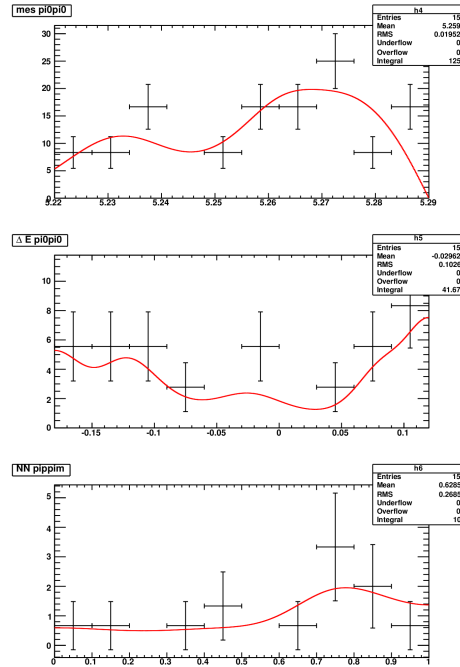 mes pi0pi0
h4
Entries 15
Mean 5.259
RMS 0.01952
Underflow 0
Overflow 0
Integral 125
30
25
20
15
10
5
0
5.22 5.23 5.24 5.25 5.26 5.27 5.28 5.29
Δ E pi0pi0
h5
Entries 15
Mean -0.02962
RMS 0.1026
Underflow 0
Overflow 0
Integral 41.67
10
8
6
4
2
0
-0.15 -0.1 -0.05 0 0.05 0.1
NN pippim
h6
Entries 15
Mean 0.6285
RMS 0.2685
Underflow 0
Overflow 0
Integral 10
5
4
3
2
1
0
0 0.1 0.2 0.3 0.4 0.5 0.6 0.7 0.8 0.9 1